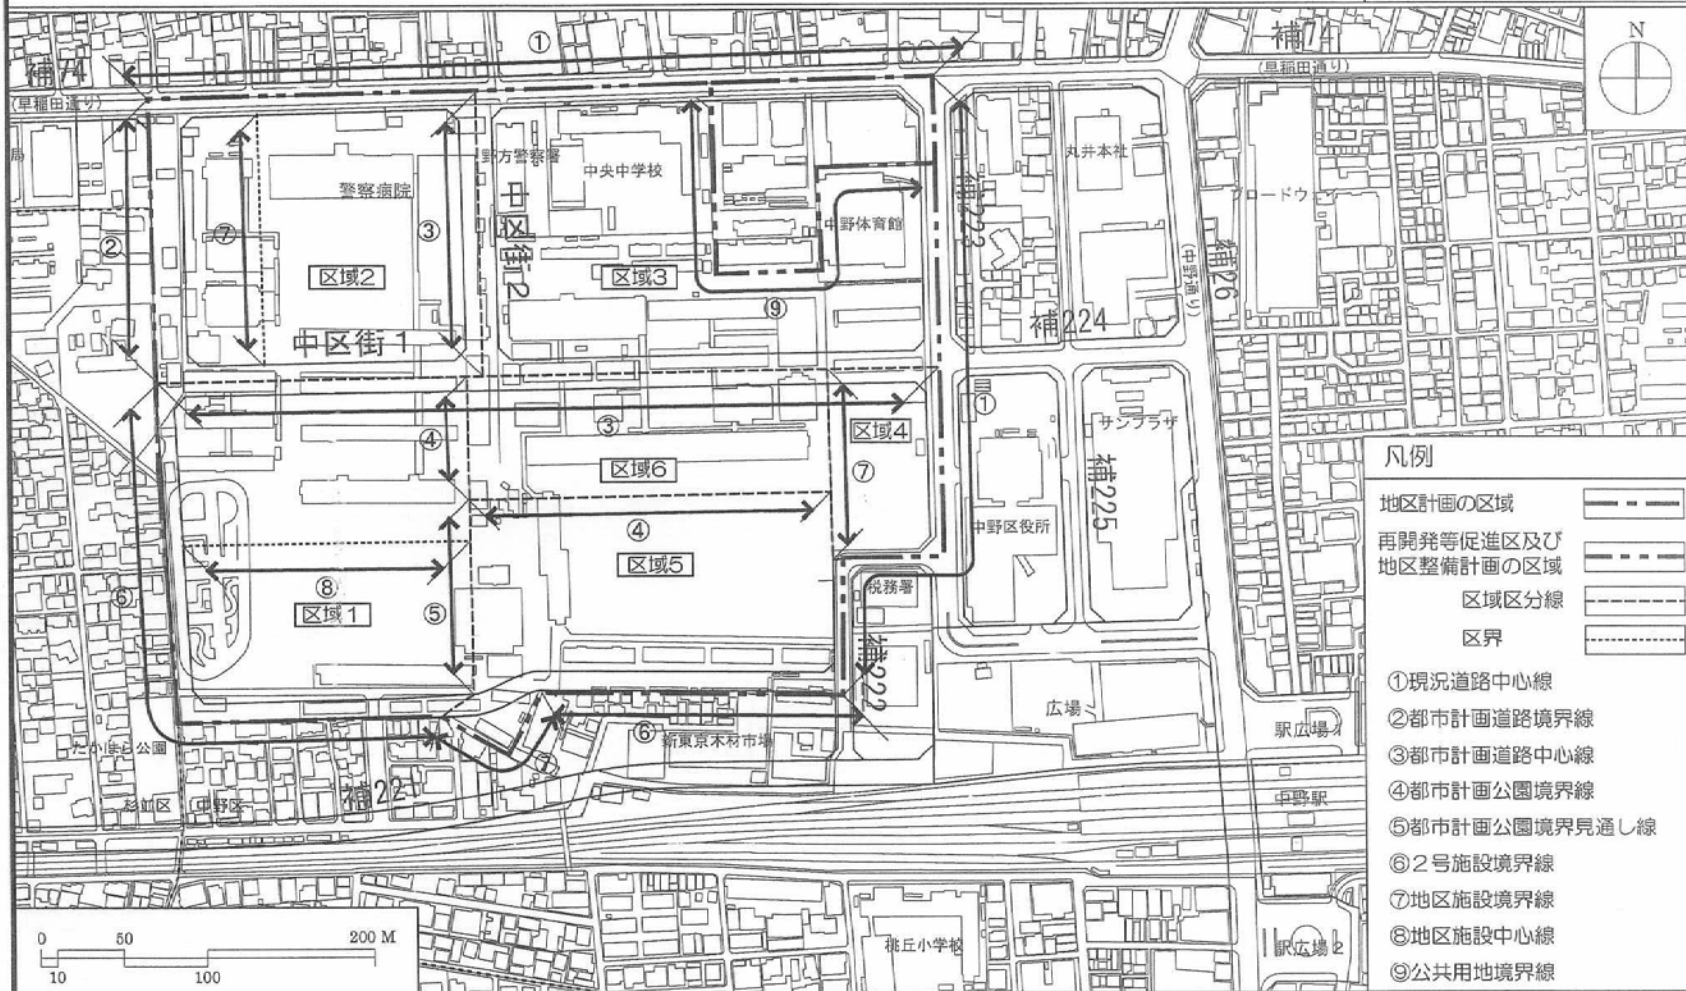 ①
補74
補74
(早稲田通り)
(早稲田通り)
N
局
野方警察署
中央中学校
丸井本社
警察病院
②
⑦
③
中区街2
補223
ブロードウェイ
中野体育館
(中野通り)
補26
区域2
区域3
⑨
補224
中区街1
①
③
④
区域4
サンプラザ
区域6
⑦
補225
④
中野区役所
区域5
税務署
⑥
⑧
区域1
⑤
補222
広場1
駅広場1
たかはら公園
⑥
新東京木材市場
⑦
杉並区
中野区
補221
中野駅
桃丘小学校
駅広場2
0
50
200 M
10
100
凡例
地区計画の区域
再開発等促進区及び
地区整備計画の区域
区域区分線
区界
①現況道路中心線
②都市計画道路境界線
③都市計画道路中心線
④都市計画公園境界線
⑤都市計画公園境界見通し線
⑥2号施設境界線
⑦地区施設境界線
⑧地区施設中心線
⑨公共用地境界線